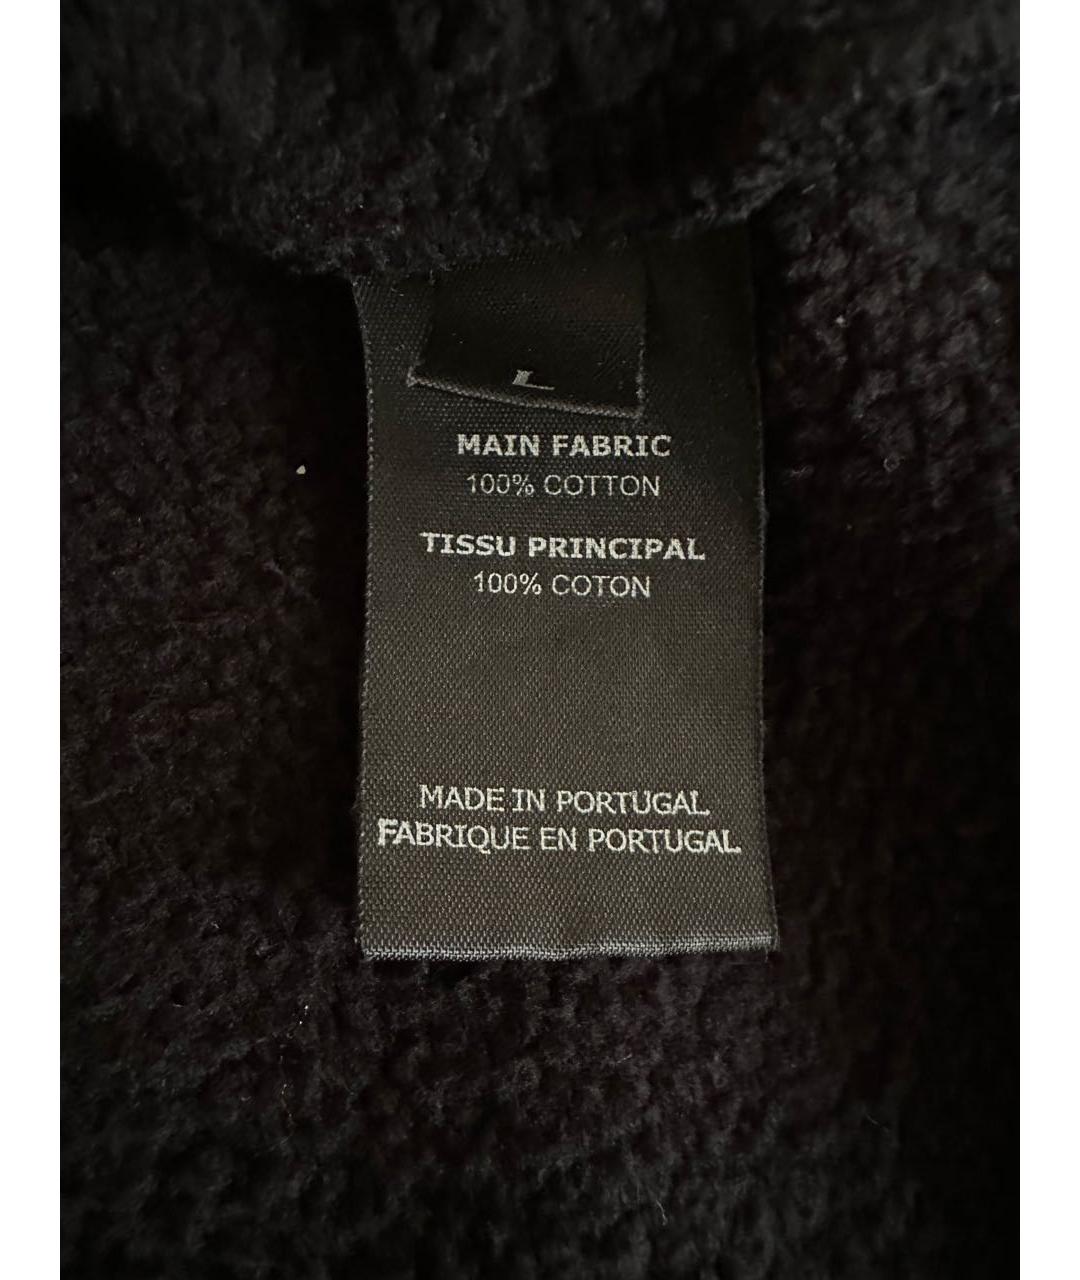 L
MAIN FABRIC
100% COTTON
TISSU PRINCIPAL
100% COTON
MADE IN PORTUGAL
FABRIQUE EN PORTUGAL